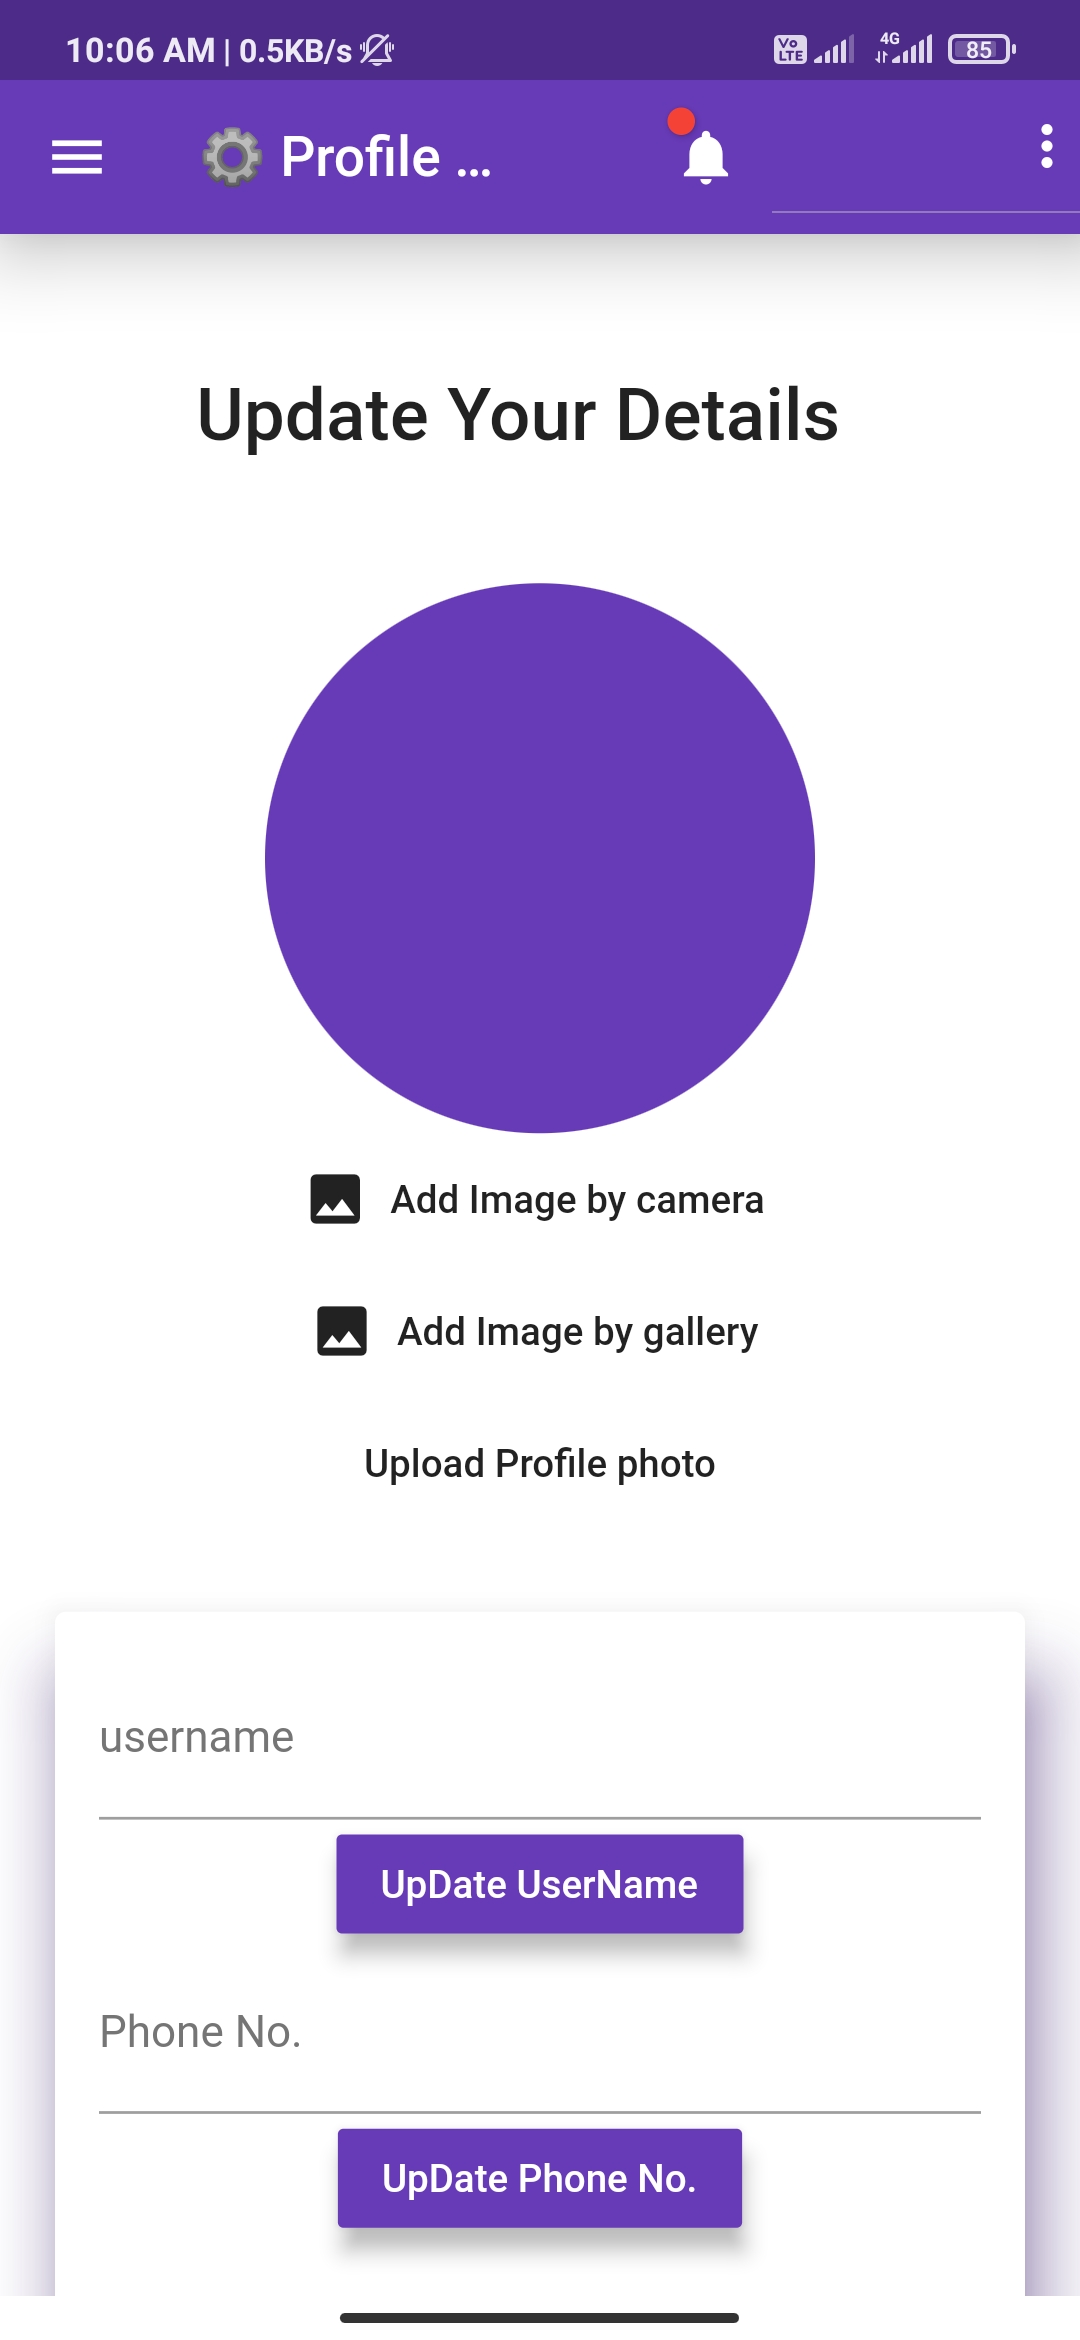 10:06 AM | 0.5KB/s Vo LTE 4G 85
Profile ...
Update Your Details
Add Image by camera
Add Image by gallery
Upload Profile photo
username
UpDate UserName
Phone No.
UpDate Phone No.